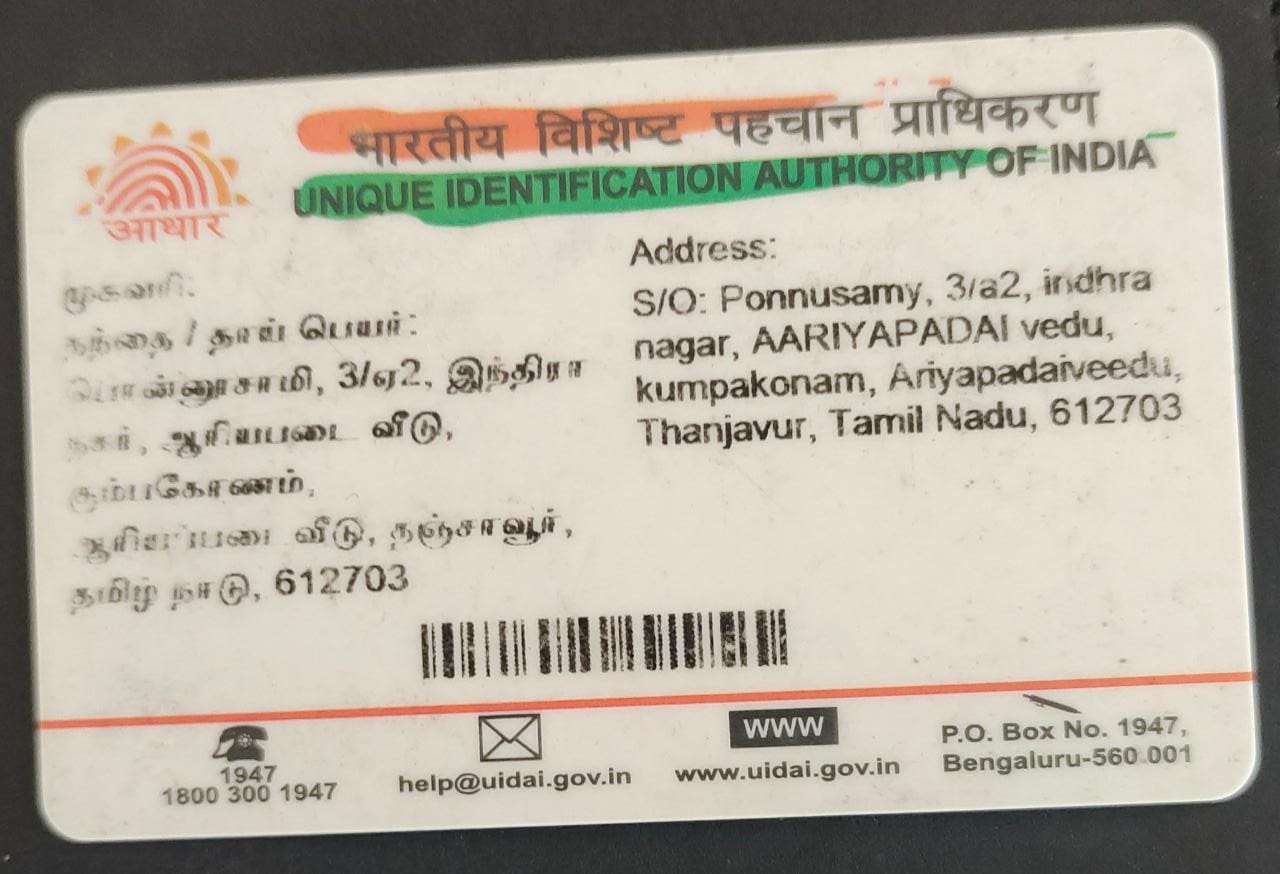 भारतीय विशिष्ट पहचान प्राधिकरण
UNIQUE IDENTIFICATION AUTHORITY OF INDIA
आधार
முகவரி:
தந்தை / தாய் பெயர்:
பொன்னுசாமி, 3/ஏ2, இந்திரா
நகர், ஆரியபடை வீடு,
கும்பகோணம்,
ஆரியப்படை வீடு, தஞ்சாவூர்,
தமிழ் நாடு, 612703
Address:
S/O: Ponnusamy, 3/a2, indhra
nagar, AARIYAPADAI vedu,
kumpakonam, Ariyapadaiveedu,
Thanjavur, Tamil Nadu, 612703
1947
1800 300 1947
help@uidai.gov.in
WWW
www.uidai.gov.in
P.O. Box No. 1947,
Bengaluru-560 001